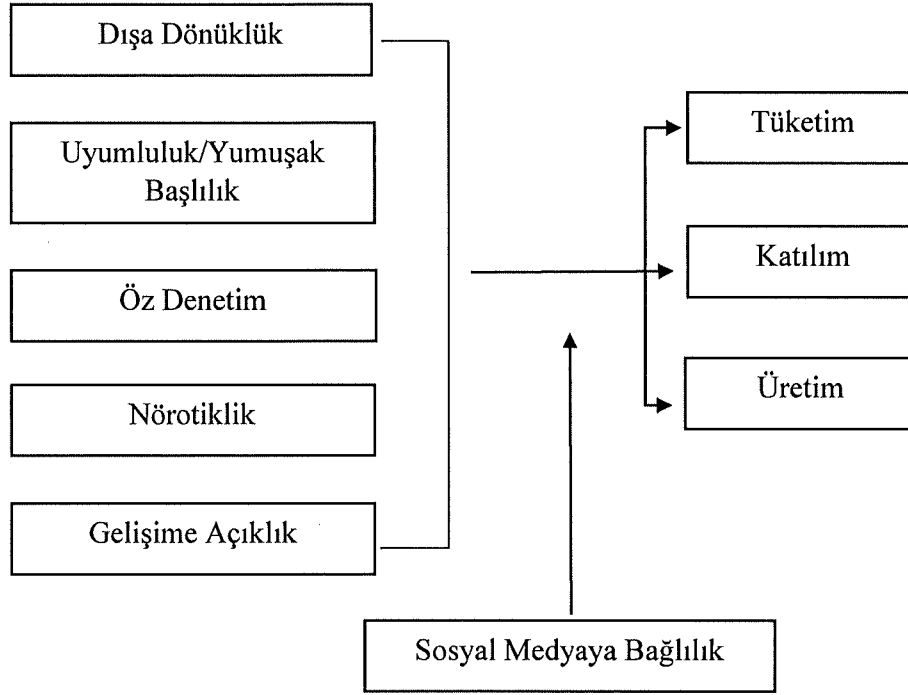 Dışa Dönüklük
Uyumluluk/Yumuşak
Başlılık
Öz Denetim
Nörotiklik
Gelişime Açıklık
Tüketim
Katılım
Üretim
Sosyal Medyaya Bağlılık